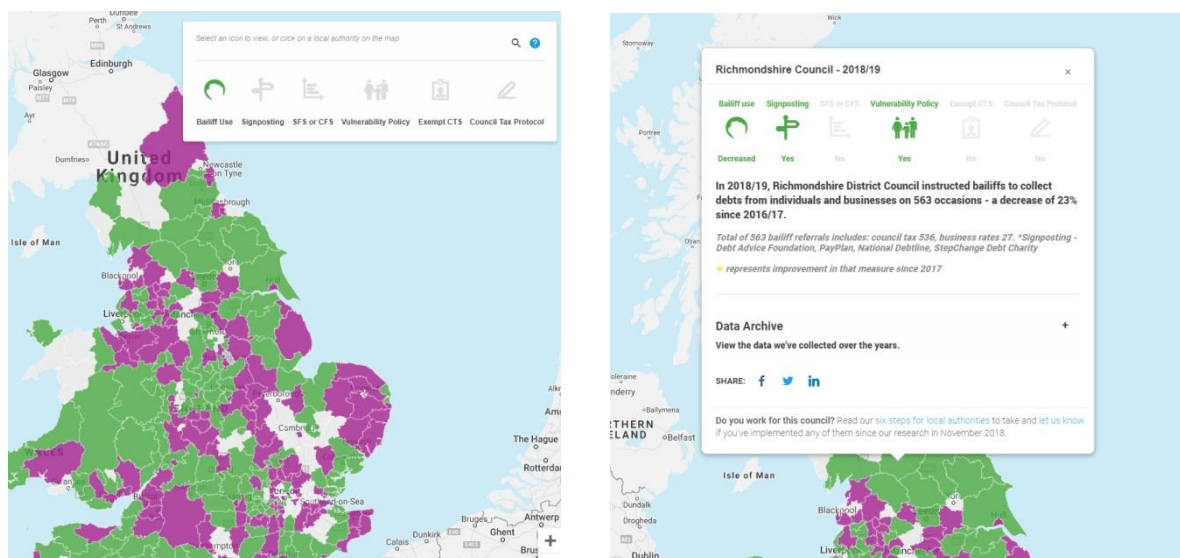 Dundee
Perth
St Andrews
Edinburgh
Glasgow
Paisley
Ayr
Dumfries
United
Kingdom
Newcastle
on Tyne
Isle of Man
Blackpool
Hull
Cambridge
The Hague
Rotterdam
Antwerp
Bruges
Ghent
Dunkirk
Calais
Select an icon to view, or click on a local authority on the map
Bailiff Use Signposting SFS or CFS Vulnerability Policy Exempt CTS Council Tax Protocol
Wick
Stornoway
Portree
Oban
Richmondshire Council - 2018/19
Bailiff use Signposting SFS or CFS Vulnerability Policy Exempt CTS Council Tax Protocol
Decreased Yes No Yes No No
In 2018/19, Richmondshire District Council instructed bailiffs to collect
debts from individuals and businesses on 563 occasions - a decrease of 23%
since 2016/17.
Total of 563 bailiff referrals includes: council tax 536, business rates 27. *Signposting -
Debt Advice Foundation, PayPlan, National Debtline, StepChange Debt Charity
represents improvement in that measure since 2017
Data Archive
View the data we've collected over the years.
SHARE:
Do you work for this council? Read our six steps for local authorities to take and let us know
if you've implemented any of them since our research in November 2018.
Ballymena
Belfast
Isle of Man
Dundalk
Drogheda
Dublin
Blackpool